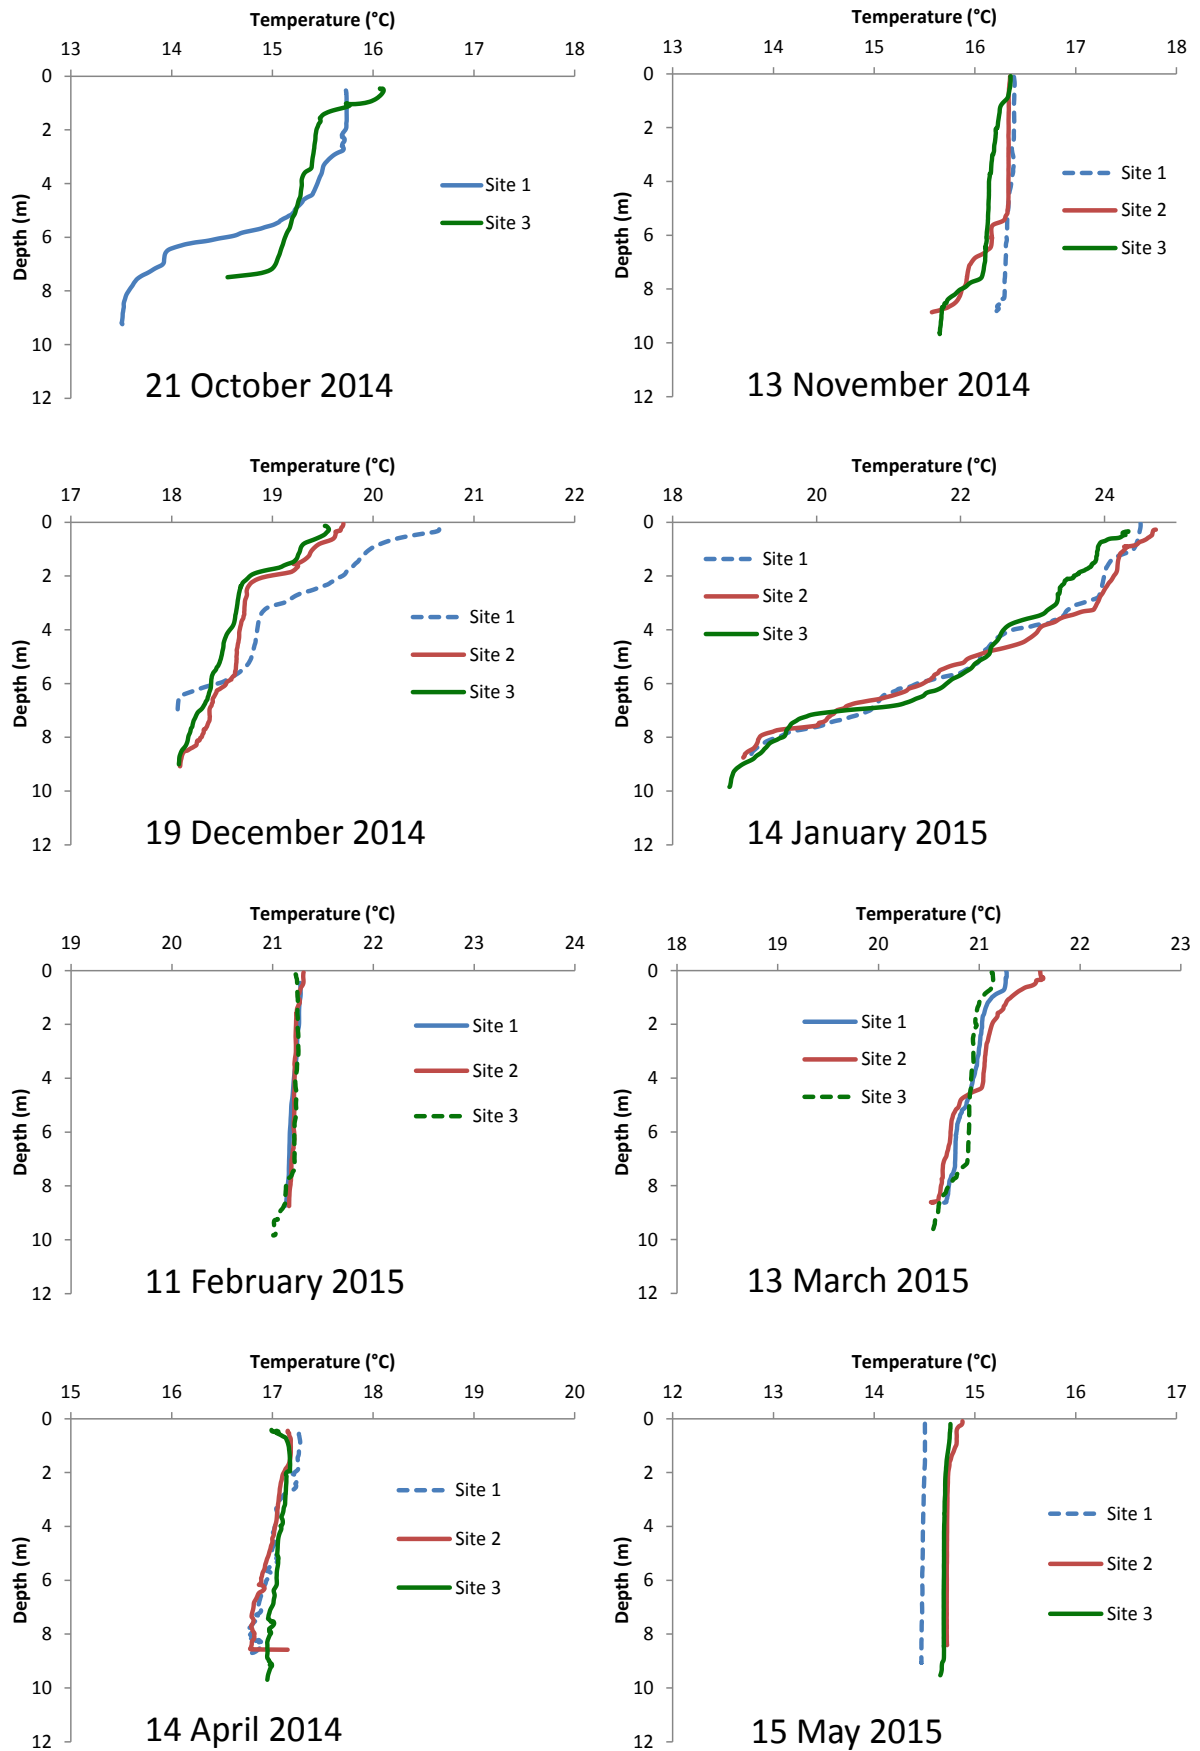 Temperature (°C)
13 14 15 16 17 18
0
2
4
6
8
10
12
Depth (m)
Site 1
Site 3
21 October 2014
Temperature (°C)
13 14 15 16 17 18
0
2
4
6
8
10
12
Depth (m)
Site 1
Site 2
Site 3
13 November 2014
Temperature (°C)
17 18 19 20 21 22
0
2
4
6
8
10
12
Depth (m)
Site 1
Site 2
Site 3
19 December 2014
Temperature (°C)
18 20 22 24
0
2
4
6
8
10
12
Depth (m)
Site 1
Site 2
Site 3
14 January 2015
Temperature (°C)
19 20 21 22 23 24
0
2
4
6
8
10
12
Depth (m)
Site 1
Site 2
Site 3
11 February 2015
Temperature (°C)
18 20 21 22 23
0
2
4
6
8
10
12
Depth (m)
Site 1
Site 2
Site 3
13 March 2015
Temperature (°C)
15 16 17 18 19 20
0
2
4
6
8
10
12
Depth (m)
Site 1
Site 2
Site 3
14 April 2014
Temperature (°C)
12 13 14 15 16 17
0
2
4
6
8
10
12
Depth (m)
Site 1
Site 2
Site 3
15 May 2015